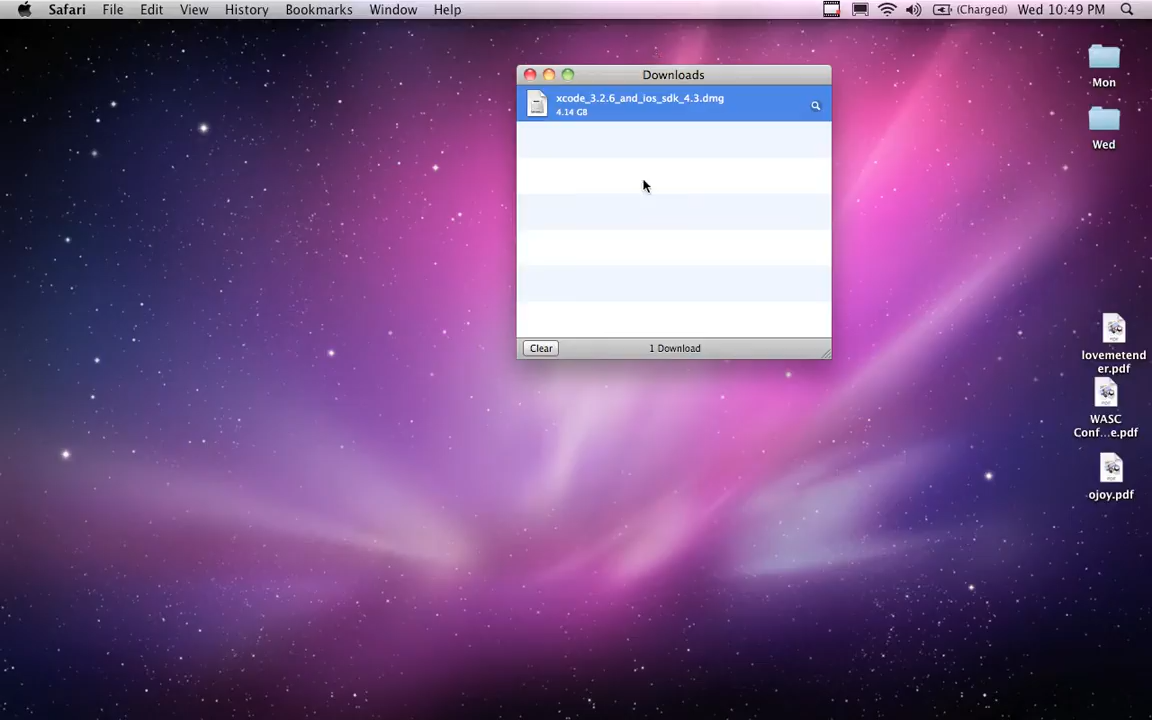 Safari File Edit View History Bookmarks Window Help (Charged) Wed 10:49 PM
Downloads
xcode_3.2.6_and_ios_sdk_4.3.dmg
4.14 GB
Clear
1 Download
Mon
Wed
lovemetend
er.pdf
WASC
Conf...e.pdf
ojoy.pdf